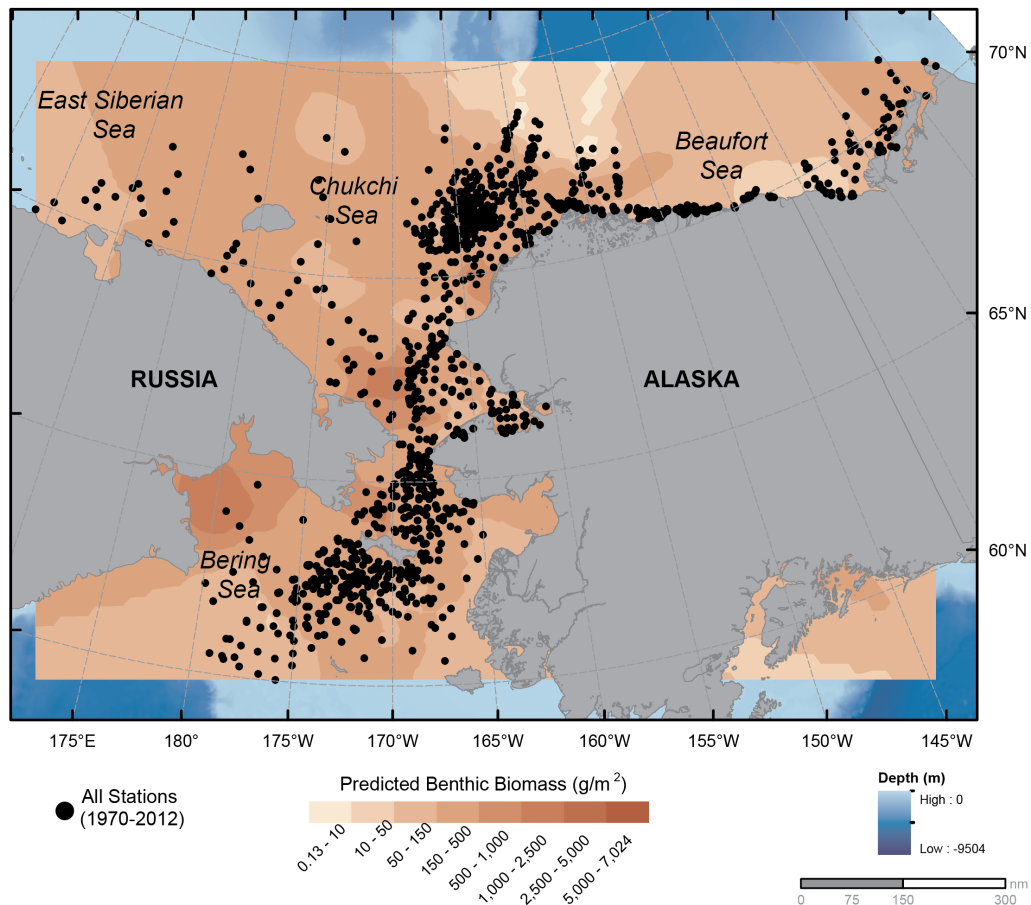 70°N
East Siberian
Sea
Beaufort
Sea
Chukchi
Sea
65°N
RUSSIA
ALASKA
60°N
Bering
Sea
175°E
180°
175°W
170°W
165°W
160°W
155°W
150°W
145°W
All Stations
(1970-2012)
Predicted Benthic Biomass (g/m²)
0.13 - 10
10 - 50
50 - 150
150 - 500
500 - 1,000
1,000 - 2,500
2,500 - 5,000
5,000 - 7,024
Depth (m)
High : 0
Low : -9504
nm
0
75
150
300